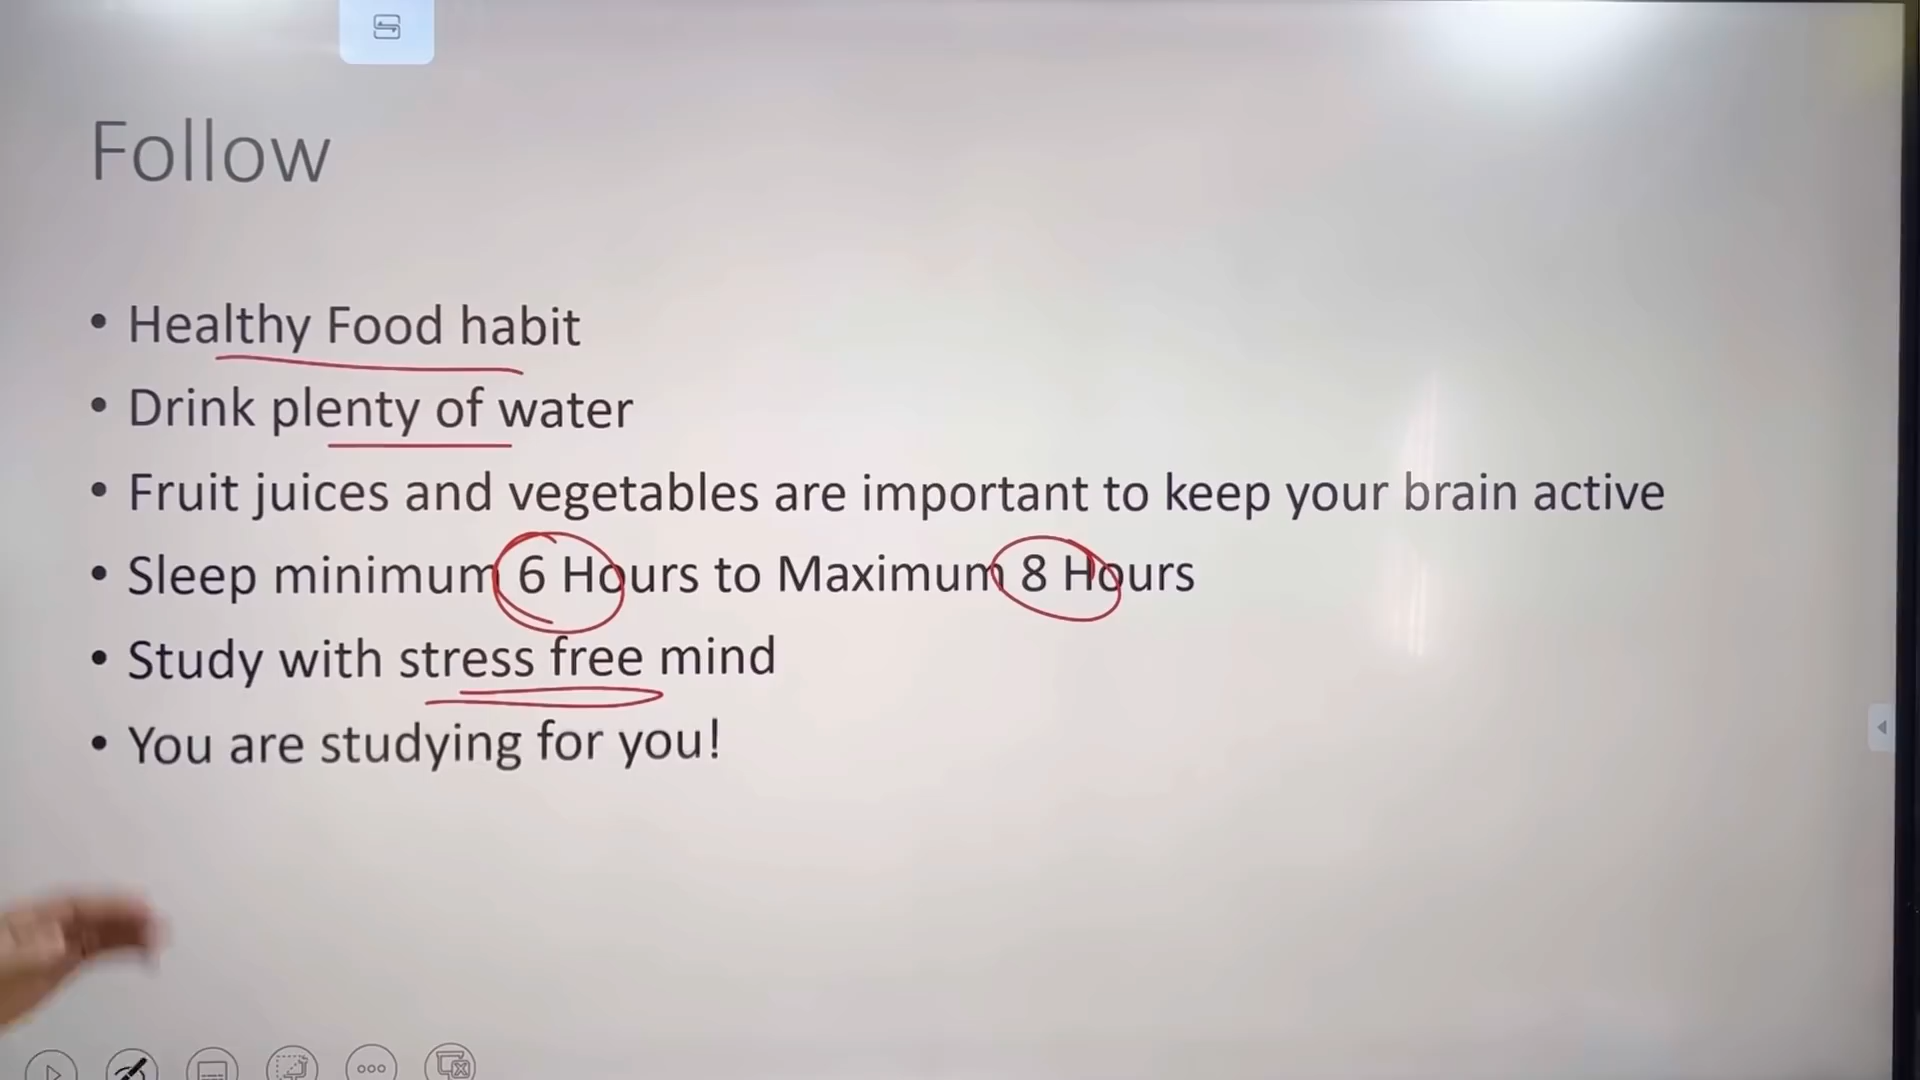 Follow
• Healthy Food habit
• Drink plenty of water
• Fruit juices and vegetables are important to keep your brain active
• Sleep minimum 6 Hours to Maximum 8 Hours
• Study with stress free mind
• You are studying for you!